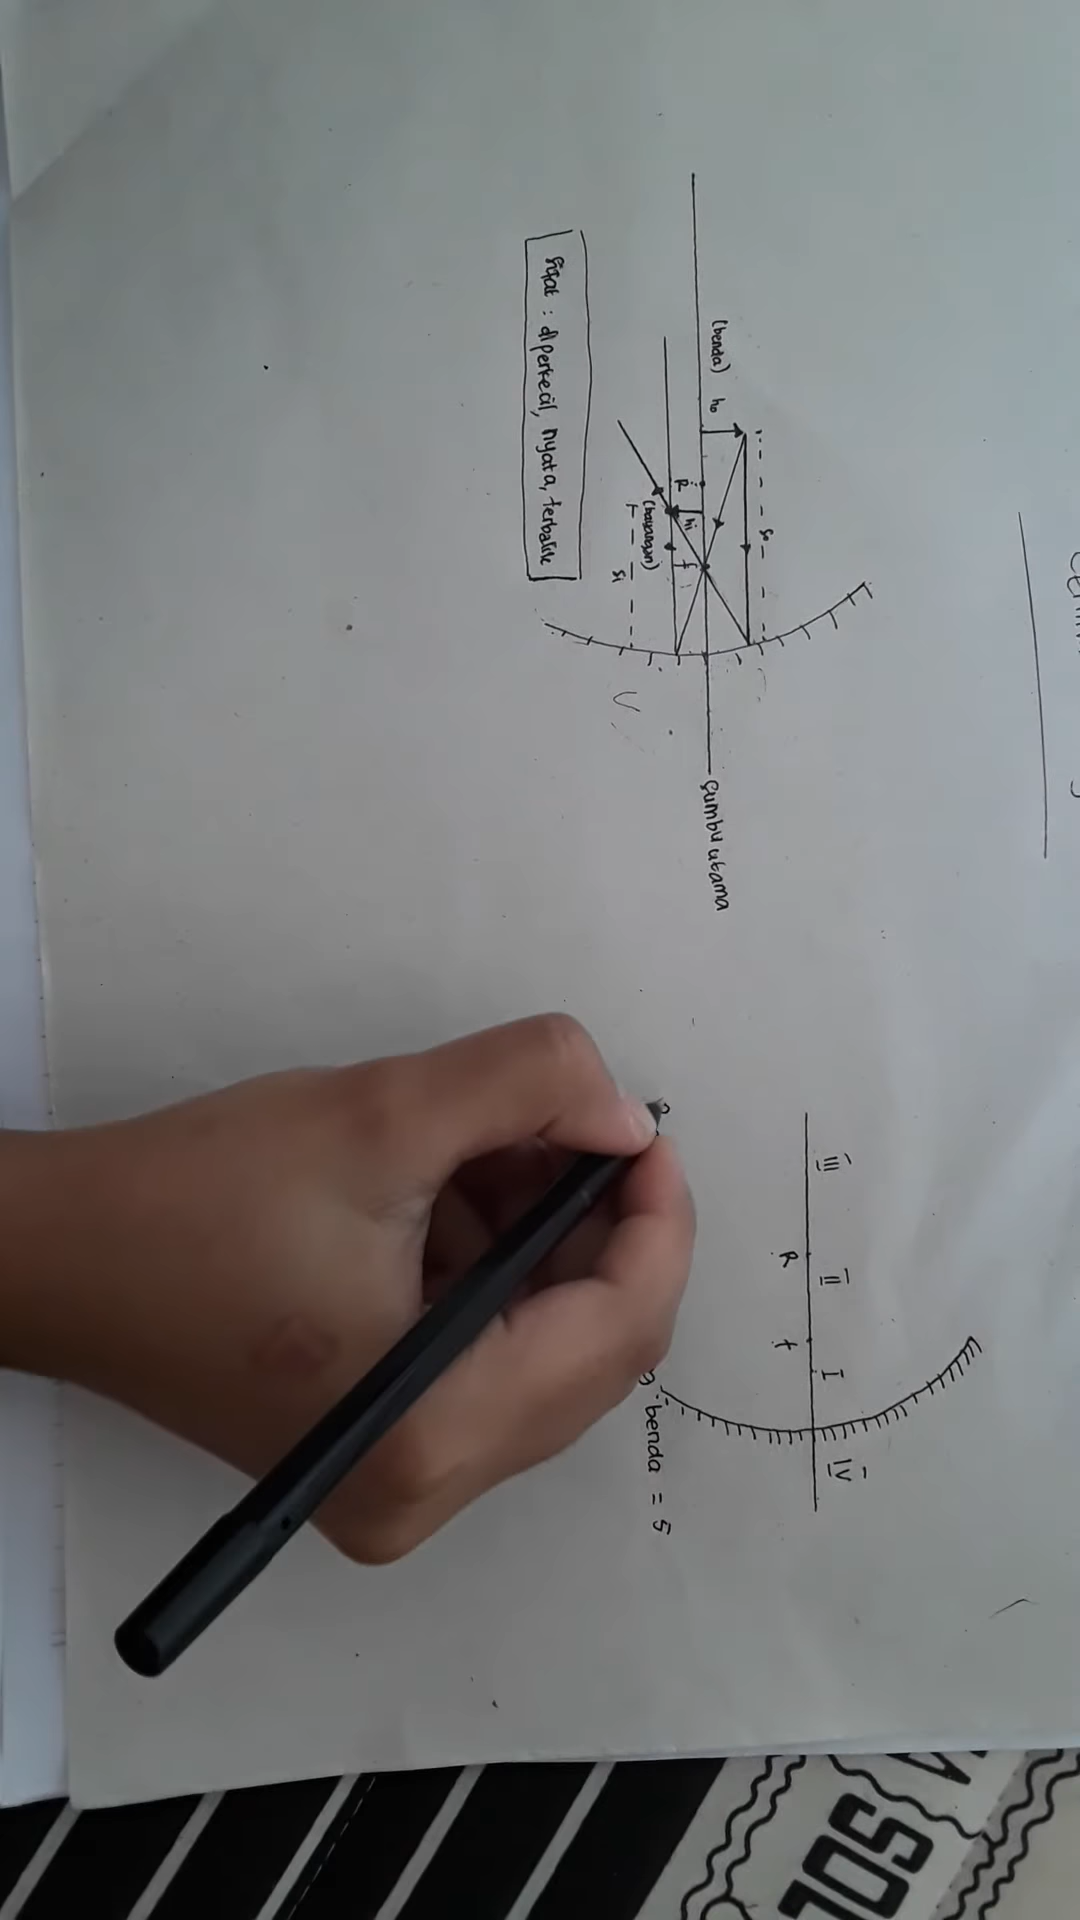 (benda)
ho
so
R
hi
f
(bayangan)
si
sumbu utama
Sifat : diperkecil, nyata, terbalik
III
II
I
IV
R
f
benda = 5